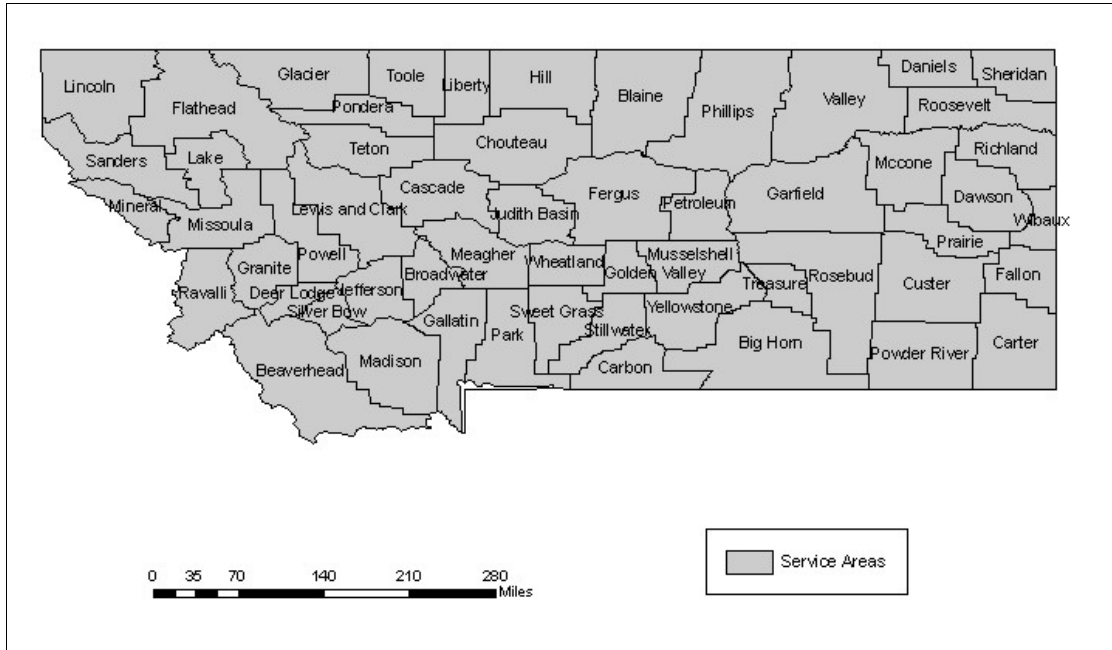 Lincoln
Flathead
Glacier
Toole
Liberty
Hill
Blaine
Phillips
Valley
Daniels
Sheridan
Roosevelt
Pondera
Teton
Chouteau
Sanders
Lake
Cascade
Fergus
Garfield
Mccone
Richland
Dawson
Wibaux
Mineral
Missoula
Lewis and Clark
Judith Basin
Petroleum
Prairie
Powell
Meagher
Wheatland
Musselshell
Golden
Valley
Granite
Broadwater
Treasure
Rosebud
Custer
Fallon
Ravalli
Deer Lodge
Jefferson
Silver Bow
Gallatin
Park
Sweet Grass
Stillwater
Yellowstone
Big Horn
Powder River
Carter
Beaverhead
Madison
Carbon
Service Areas
0 35 70 140 210 280
Miles